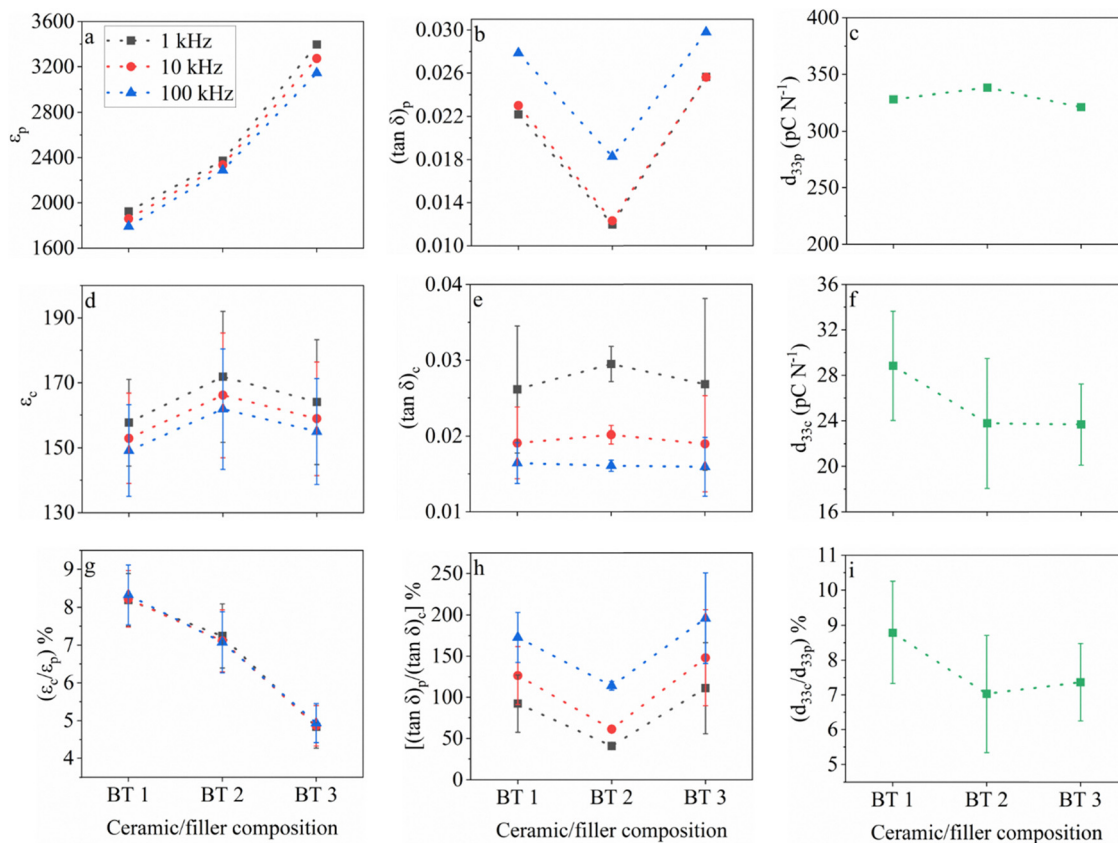 a
1 kHz
10 kHz
100 kHz
3600
3200
2800
2400
2000
1600
εp
b
0.030
0.026
0.022
0.018
0.014
0.010
(tan δ)p
c
400
350
300
250
200
d33p (pC N-1)
d
190
170
150
130
εc
e
0.04
0.03
0.02
0.01
(tan δ)c
f
36
32
28
24
20
16
d33c (pC N-1)
g
9
8
7
6
5
4
(εc/εp) %
BT 1 BT 2 BT 3
Ceramic/filler composition
h
250
200
150
100
50
0
[(tan δ)p/(tan δ)c] %
BT 1 BT 2 BT 3
Ceramic/filler composition
i
11
10
9
8
7
6
5
(d33c/d33p) %
BT 1 BT 2 BT 3
Ceramic/filler composition